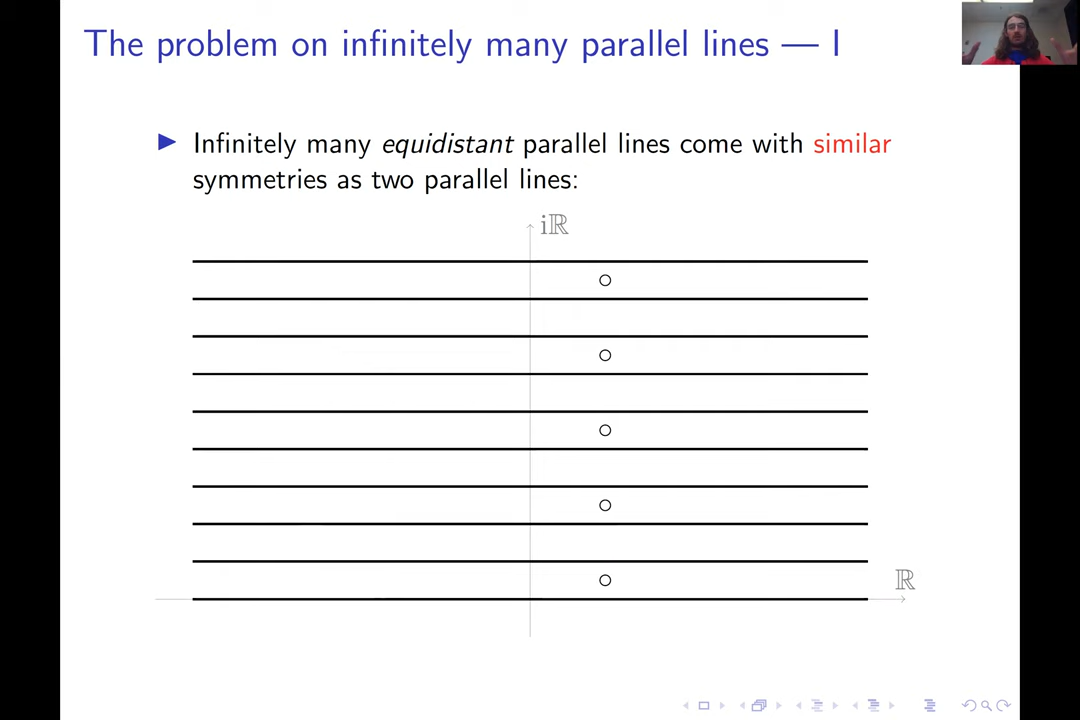 The problem on infinitely many parallel lines — I
▶ Infinitely many equidistant parallel lines come with similar
symmetries as two parallel lines:
iℝ
ℝ